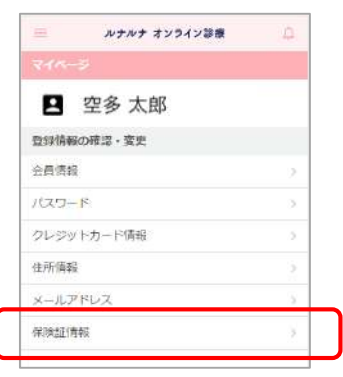 ルナルナ オンライン診療
マイページ
空多 太郎
登録情報の確認・変更
会員情報
パスワード
クレジットカード情報
住所情報
メールアドレス
保険証情報